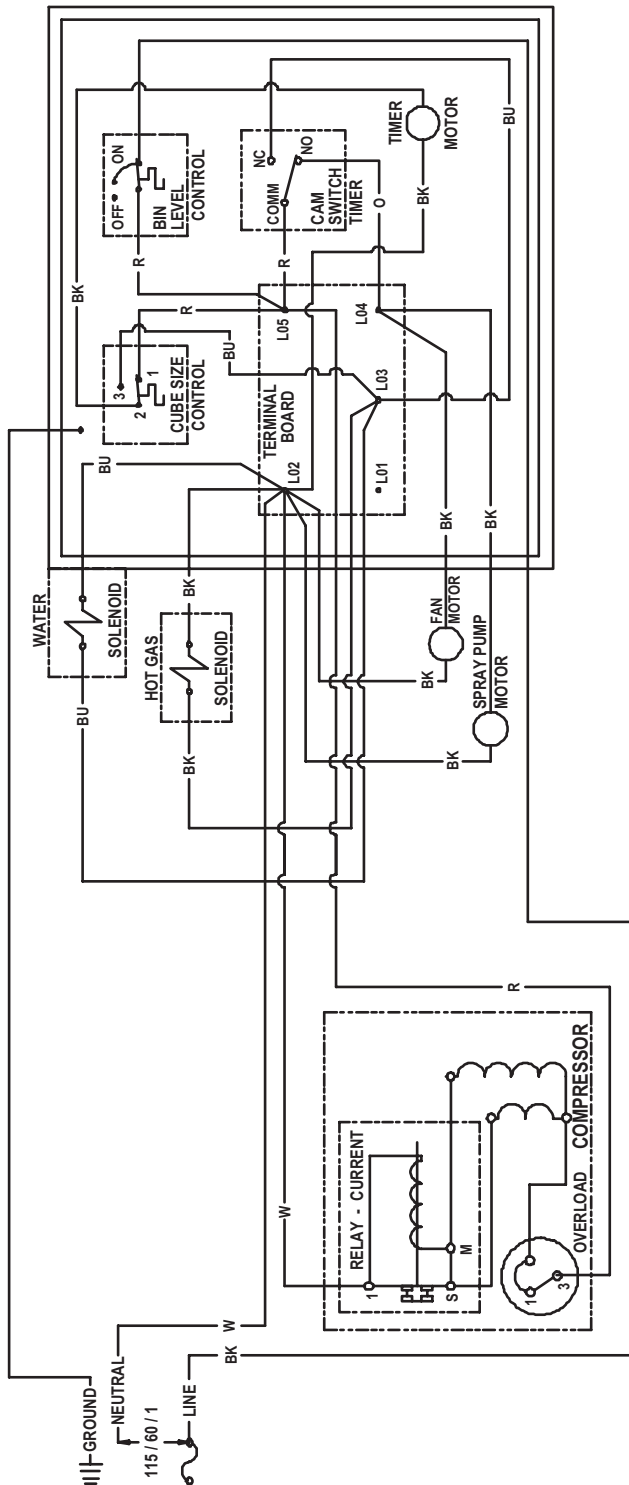 GROUND
NEUTRAL
115 / 60 / 1
LINE
W
BK
W
RELAY - CURRENT
1
M
S
COMPRESSOR
OVERLOAD
1
3
R
WATER
SOLENOID
BU
BU
HOT GAS
SOLENOID
BK
BK
FAN
MOTOR
BK
BK
SPRAY PUMP
MOTOR
BK
BK
TERMINAL
BOARD
L02
L05
L01
L03
L04
BK
3
2
1
CUBE SIZE
CONTROL
R
BU
R
OFF
ON
BIN
LEVEL
CONTROL
R
COMM
NC
NO
CAM
SWITCH
TIMER
O
TIMER
MOTOR
BK
BU